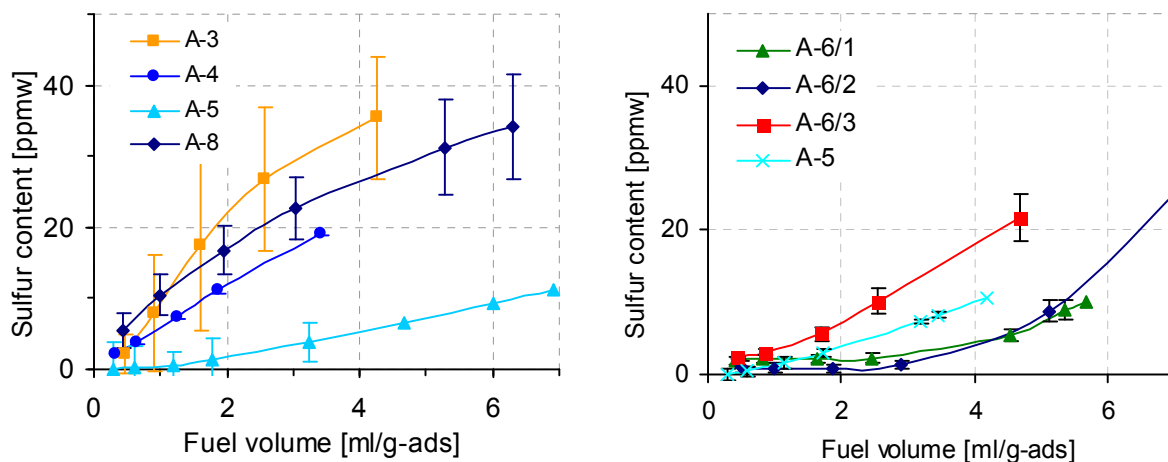 A-3
A-4
A-5
A-8
40
20
0
Sulfur content [ppmw]
0 2 4 6
Fuel volume [ml/g-ads]
A-6/1
A-6/2
A-6/3
A-5
40
20
0
Sulfur content [ppmw]
0 2 4 6
Fuel volume [ml/g-ads]